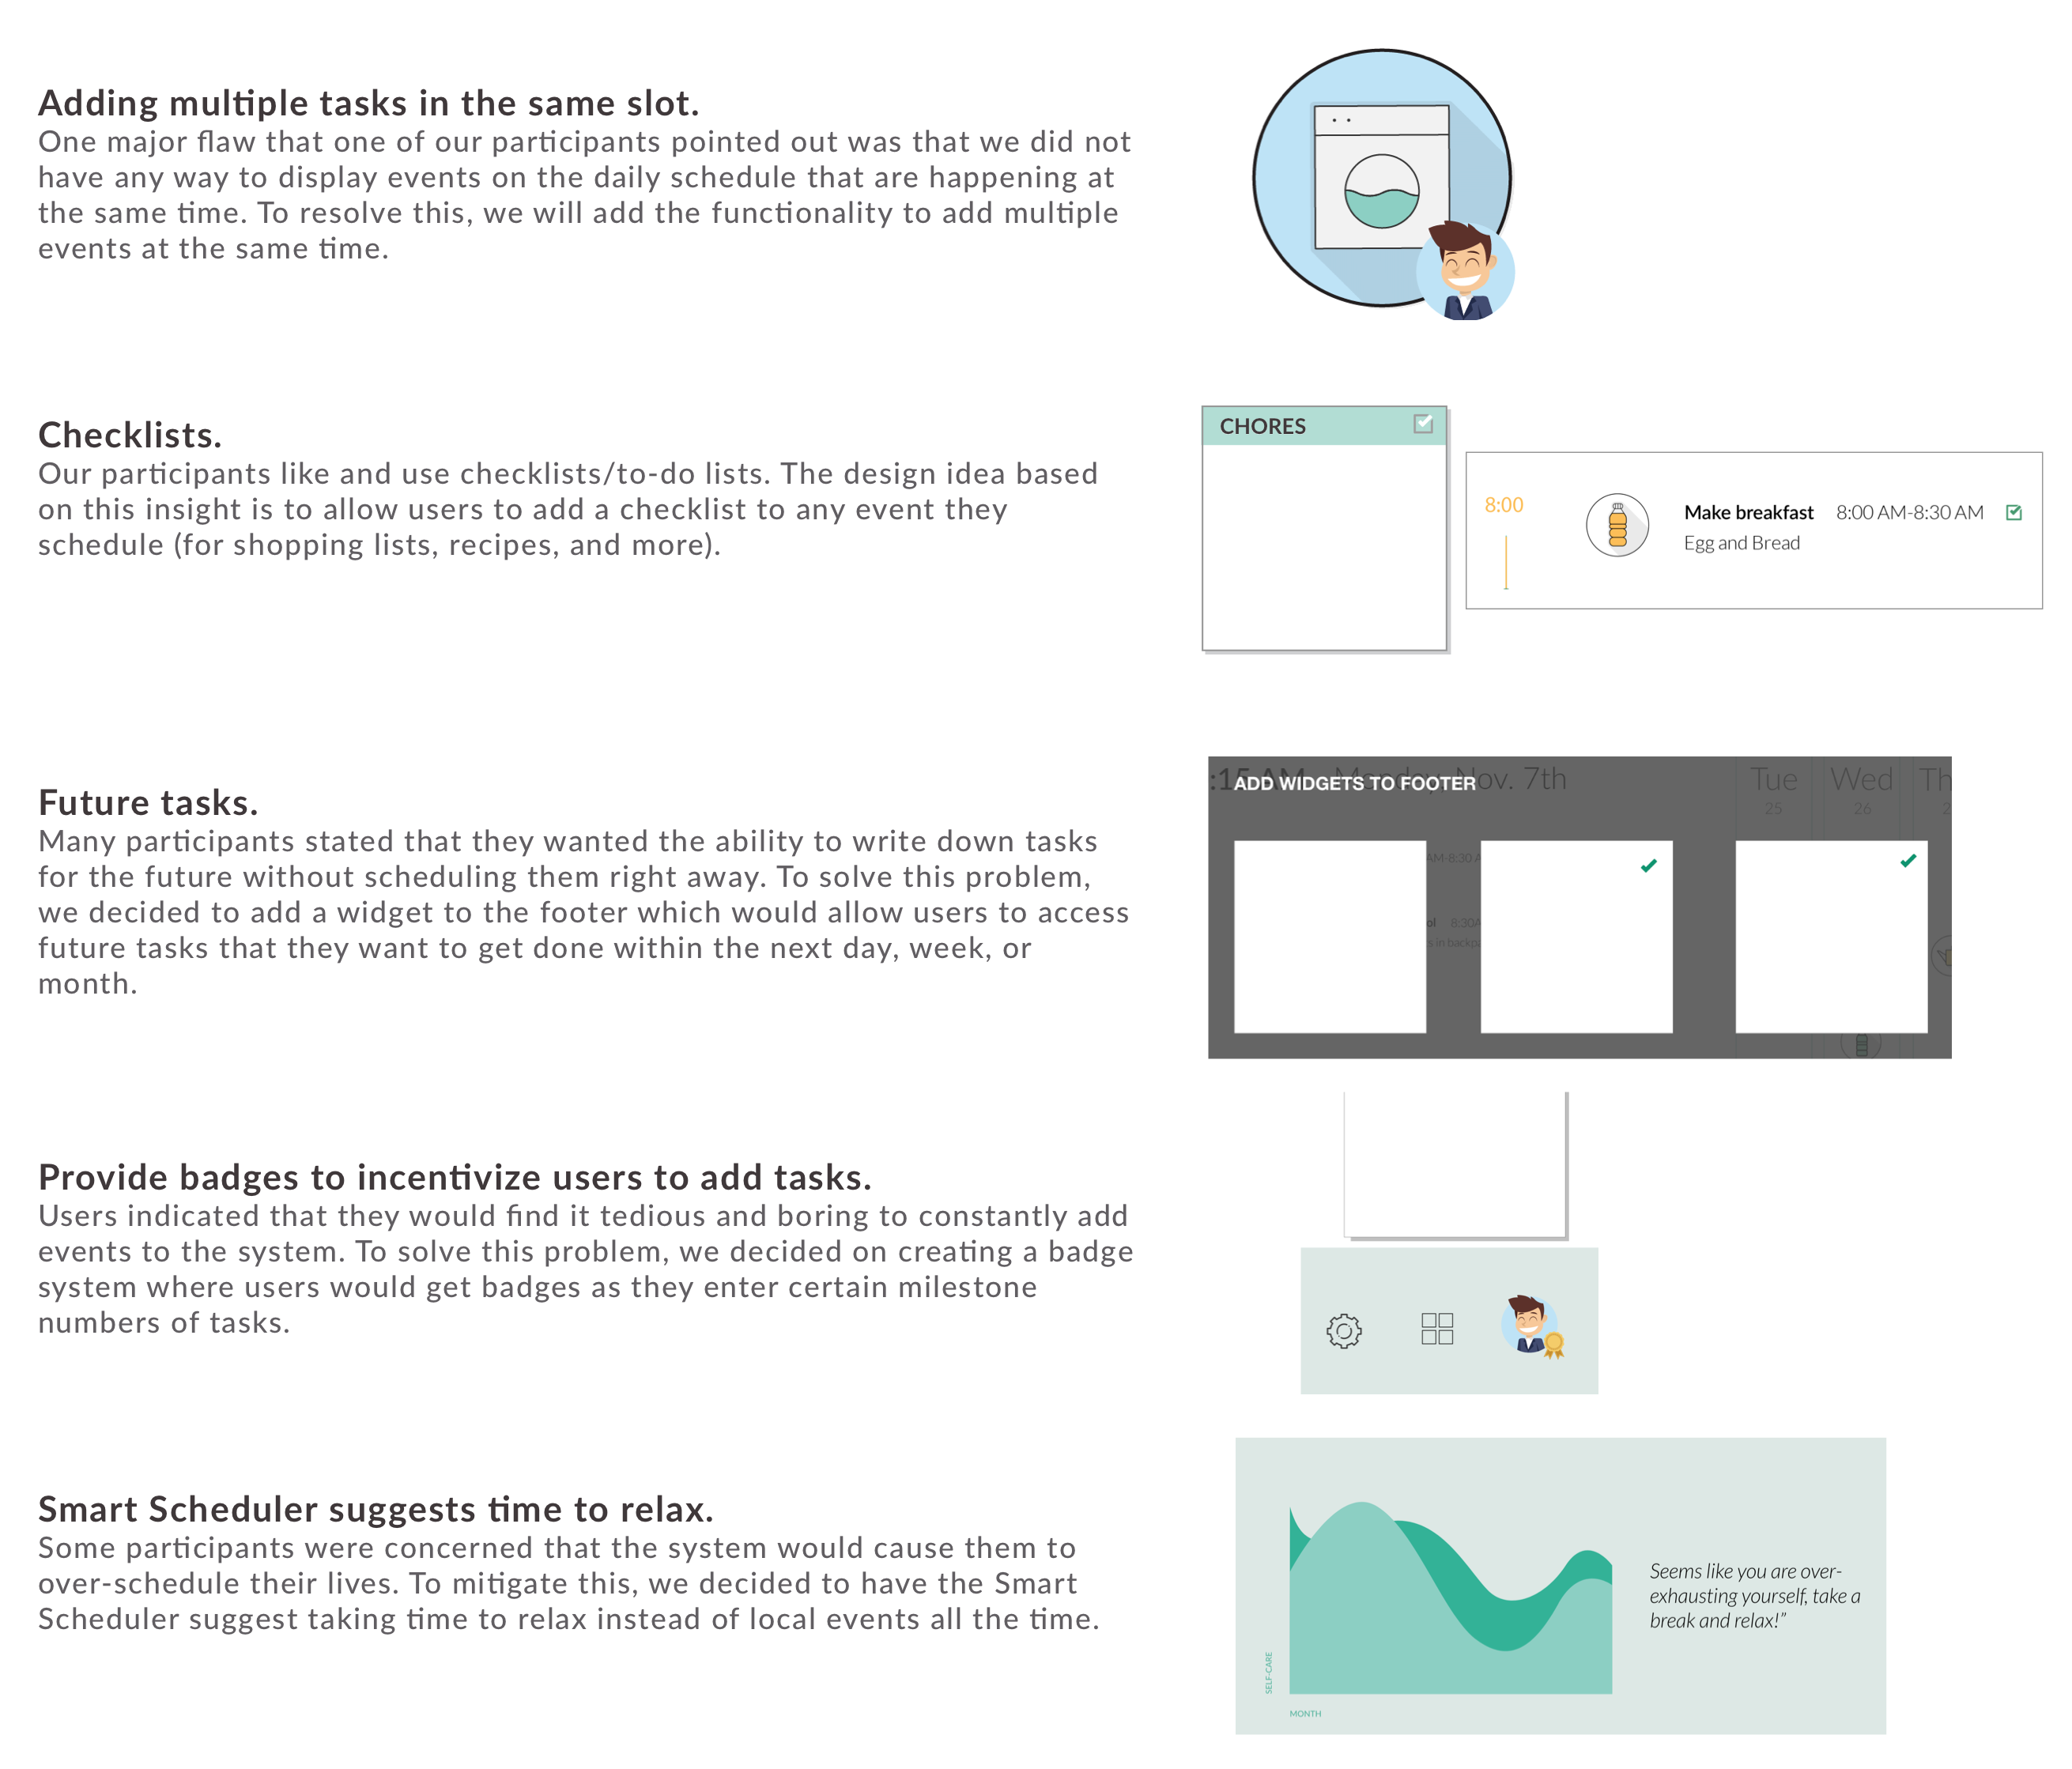 Adding multiple tasks in the same slot.
One major flaw that one of our participants pointed out was that we did not
have any way to display events on the daily schedule that are happening at
the same time. To resolve this, we will add the functionality to add multiple
events at the same time.
Checklists.
Our participants like and use checklists/to-do lists. The design idea based
on this insight is to allow users to add a checklist to any event they
schedule (for shopping lists, recipes, and more).
CHORES
8:00
Make breakfast 8:00 AM-8:30 AM
Egg and Bread
Future tasks.
Many participants stated that they wanted the ability to write down tasks
for the future without scheduling them right away. To solve this problem,
we decided to add a widget to the footer which would allow users to access
future tasks that they want to get done within the next day, week, or
month.
:15 AM Monday, Nov. 7th
ADD WIDGETS TO FOOTER
Tue Wed Th
25 26 2
AM-8:30 A
ol 8:30A
s in backpa
Provide badges to incentivize users to add tasks.
Users indicated that they would find it tedious and boring to constantly add
events to the system. To solve this problem, we decided on creating a badge
system where users would get badges as they enter certain milestone
numbers of tasks.
Smart Scheduler suggests time to relax.
Some participants were concerned that the system would cause them to
over-schedule their lives. To mitigate this, we decided to have the Smart
Scheduler suggest taking time to relax instead of local events all the time.
SELF-CARE
MONTH
Seems like you are over-
exhausting yourself, take a
break and relax!”